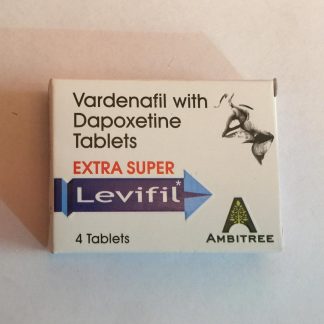 Vardenafil with
Dapoxetine
Tablets
EXTRA SUPER
Levifil*
4 Tablets
AMBITREE